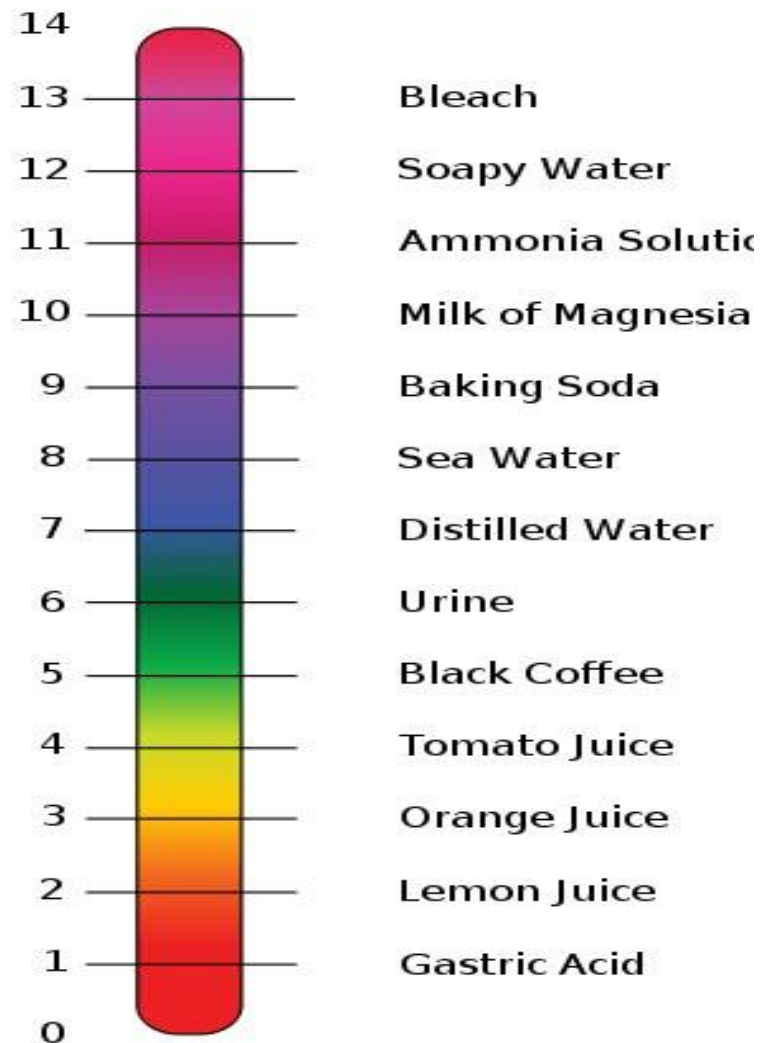 14
13 Bleach
12 Soapy Water
11 Ammonia Solutic
10 Milk of Magnesia
9 Baking Soda
8 Sea Water
7 Distilled Water
6 Urine
5 Black Coffee
4 Tomato Juice
3 Orange Juice
2 Lemon Juice
1 Gastric Acid
0